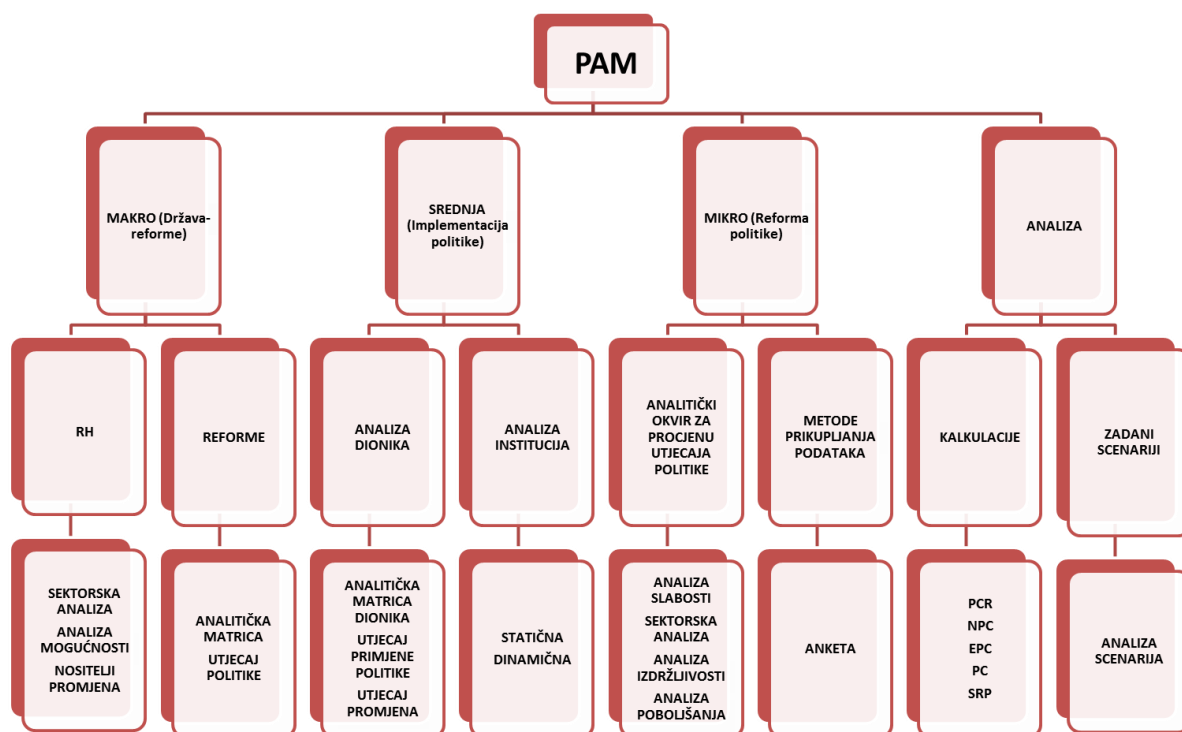 PAM
MAKRO (Država-
reforme)
SREDNJA
(Implementacija
politike)
MIKRO (Reforma
politike)
ANALIZA
RH
REFORME
ANALIZA
DIONIKA
ANALIZA
INSTITUCIJA
ANALITIČKI
OKVIR ZA
PROCJENU
UTJECAJA
POLITIKE
METODE
PRIKUPLJANJA
PODATAKA
KALKULACIJE
ZADANI
SCENARIJI
SEKTORSKA
ANALIZA
ANALIZA
MOGUĆNOSTI
NOSITELJI
PROMJENA
ANALITIČKA
MATRICA
UTJECAJ
POLITIKE
ANALITIČKA
MATRICA
DIONIKA
UTJECAJ
PRIMJENE
POLITIKE
UTJECAJ
PROMJENA
STATIČNA
DINAMIČNA
ANALIZA
SLABOSTI
SEKTORSKA
ANALIZA
ANALIZA
IZDRŽLJIVOSTI
ANALIZA
POBOLJŠANJA
ANKETA
PCR
NPC
EPC
PC
SRP
ANALIZA
SCENARIJA